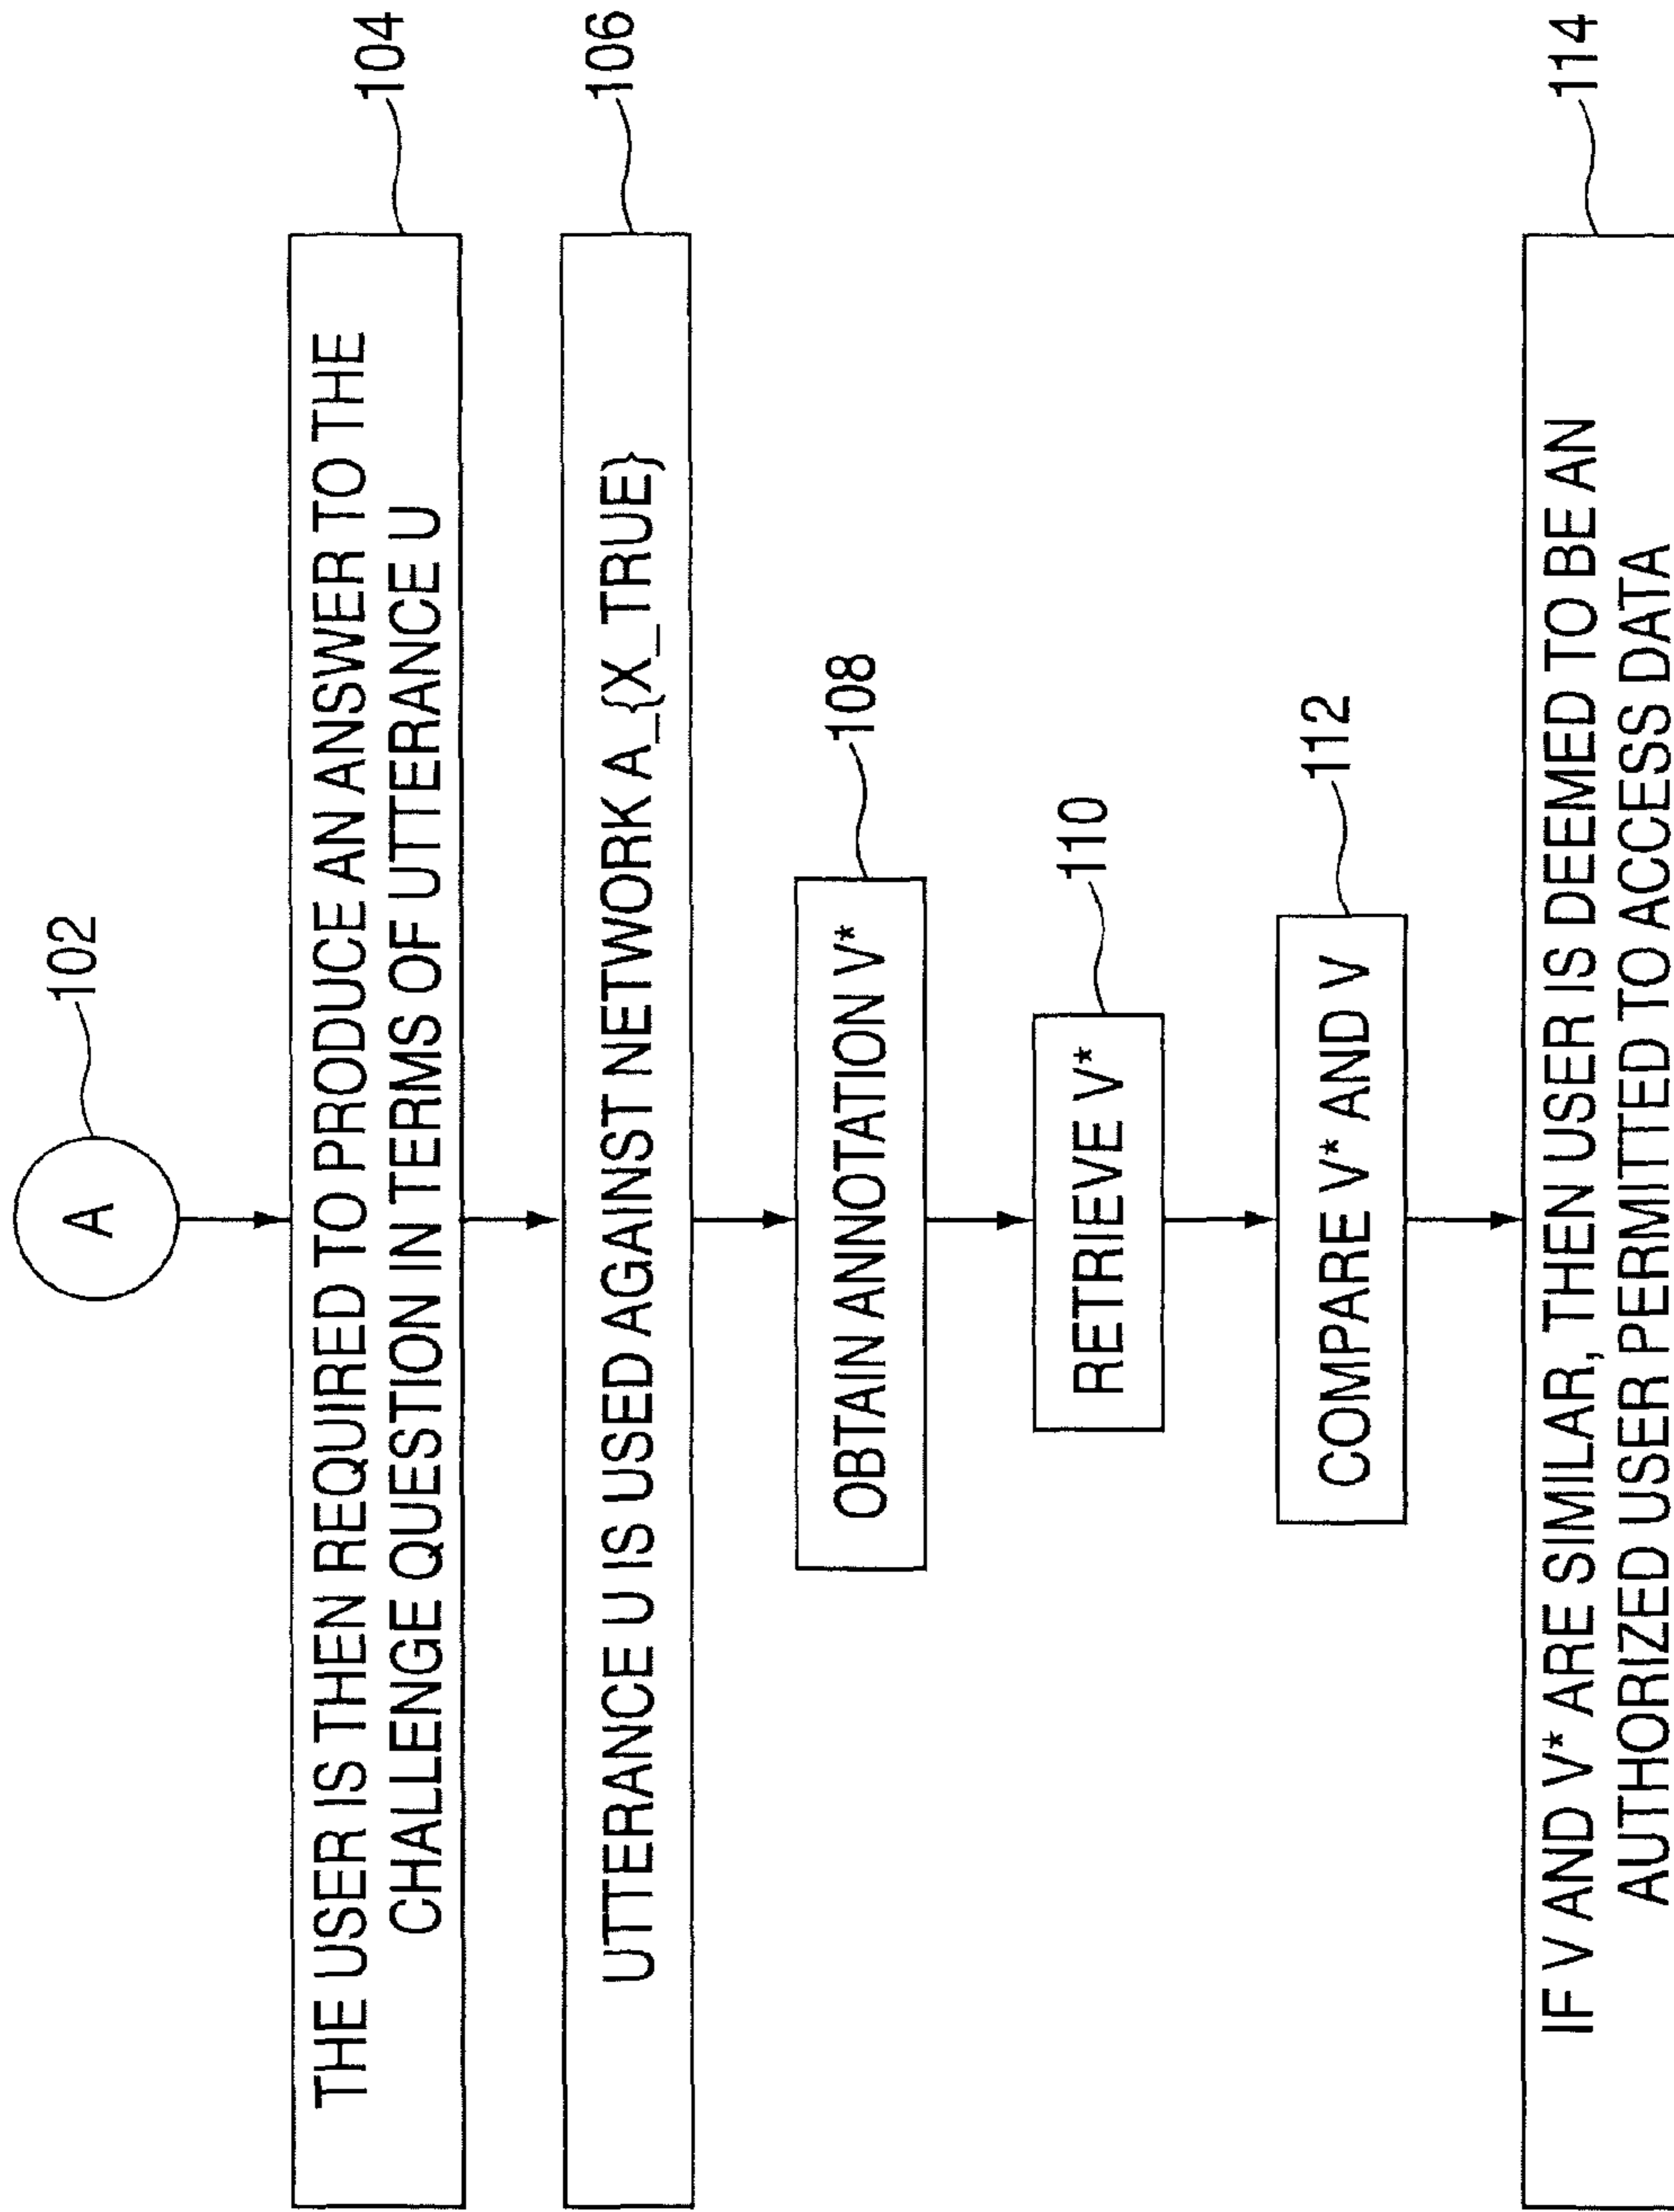 A
102
THE USER IS THEN REQUIRED TO PRODUCE AN ANSWER TO THE
CHALLENGE QUESTION IN TERMS OF UTTERANCE U
104
UTTERANCE U IS USED AGAINST NETWORK A_{X_TRUE}
106
OBTAIN ANNOTATION V*
108
RETRIEVE V*
110
COMPARE V* AND V
112
IF V AND V* ARE SIMILAR, THEN USER IS DEEMED TO BE AN
AUTHORIZED USER PERMITTED TO ACCESS DATA
114